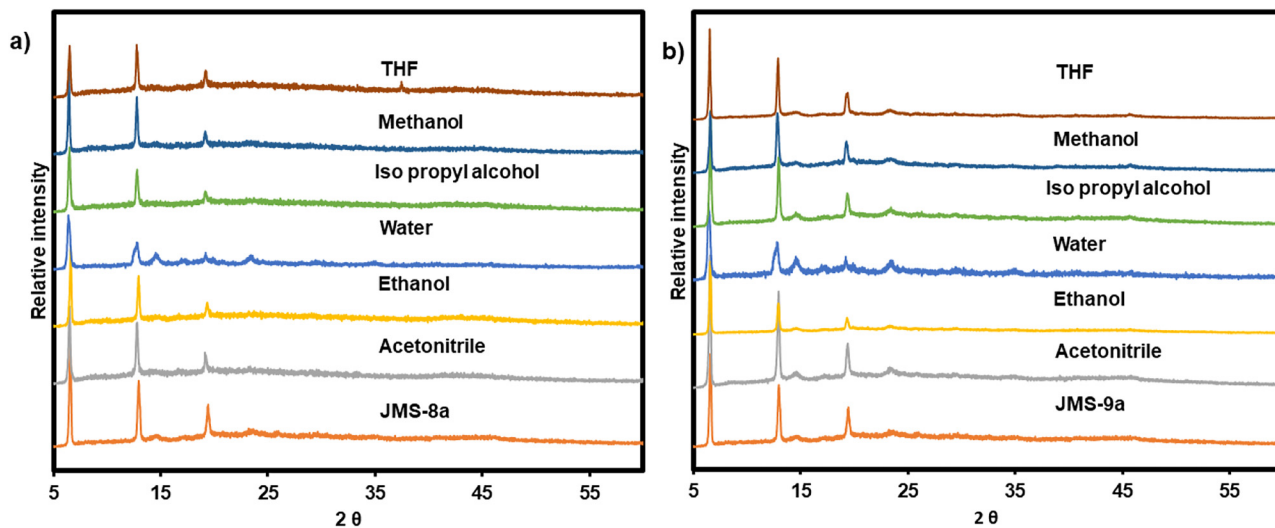 a)
Relative intensity
THF
Methanol
Iso propyl alcohol
Water
Ethanol
Acetonitrile
JMS-8a
5 15 25 35 45 55
2 θ
b)
Relative intensity
THF
Methanol
Iso propyl alcohol
Water
Ethanol
Acetonitrile
JMS-9a
5 15 25 35 45 55
2 θ